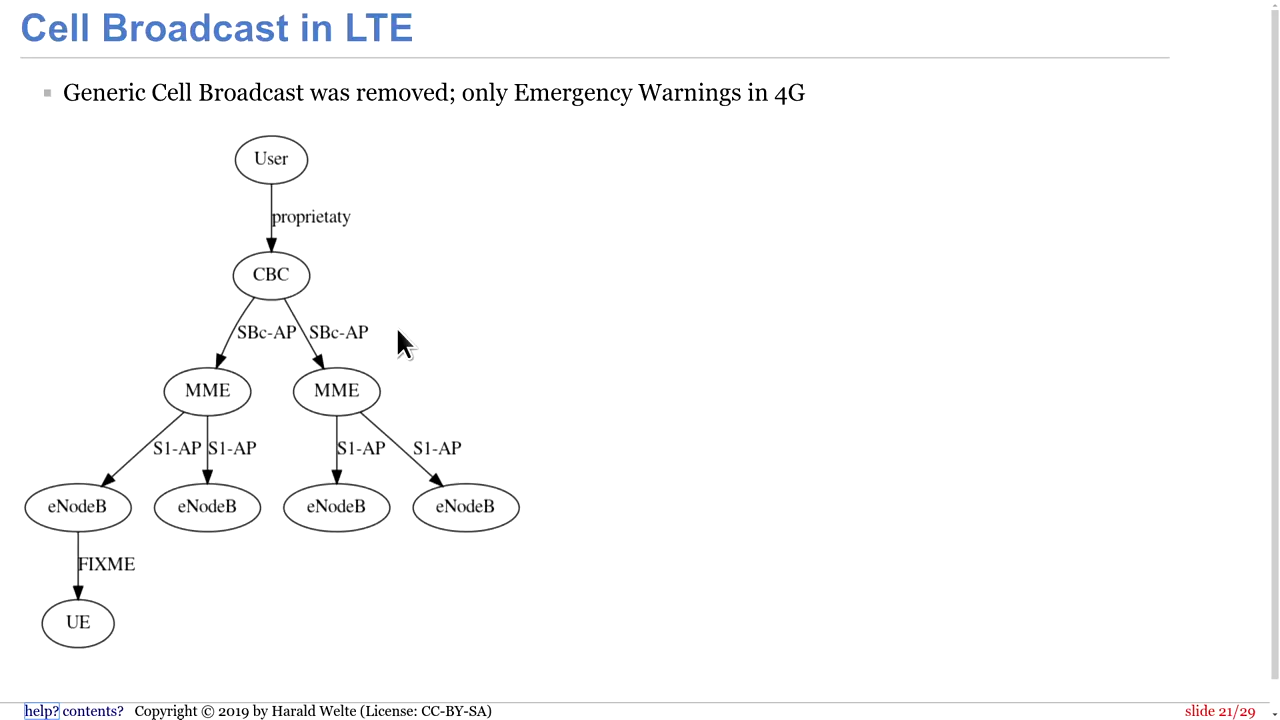 Cell Broadcast in LTE
Generic Cell Broadcast was removed; only Emergency Warnings in 4G
User
proprietaty
CBC
SBc-AP SBc-AP
MME MME
S1-AP S1-AP S1-AP S1-AP
eNodeB eNodeB eNodeB eNodeB
FIXME
UE
help? contents? Copyright © 2019 by Harald Welte (License: CC-BY-SA) slide 21/29